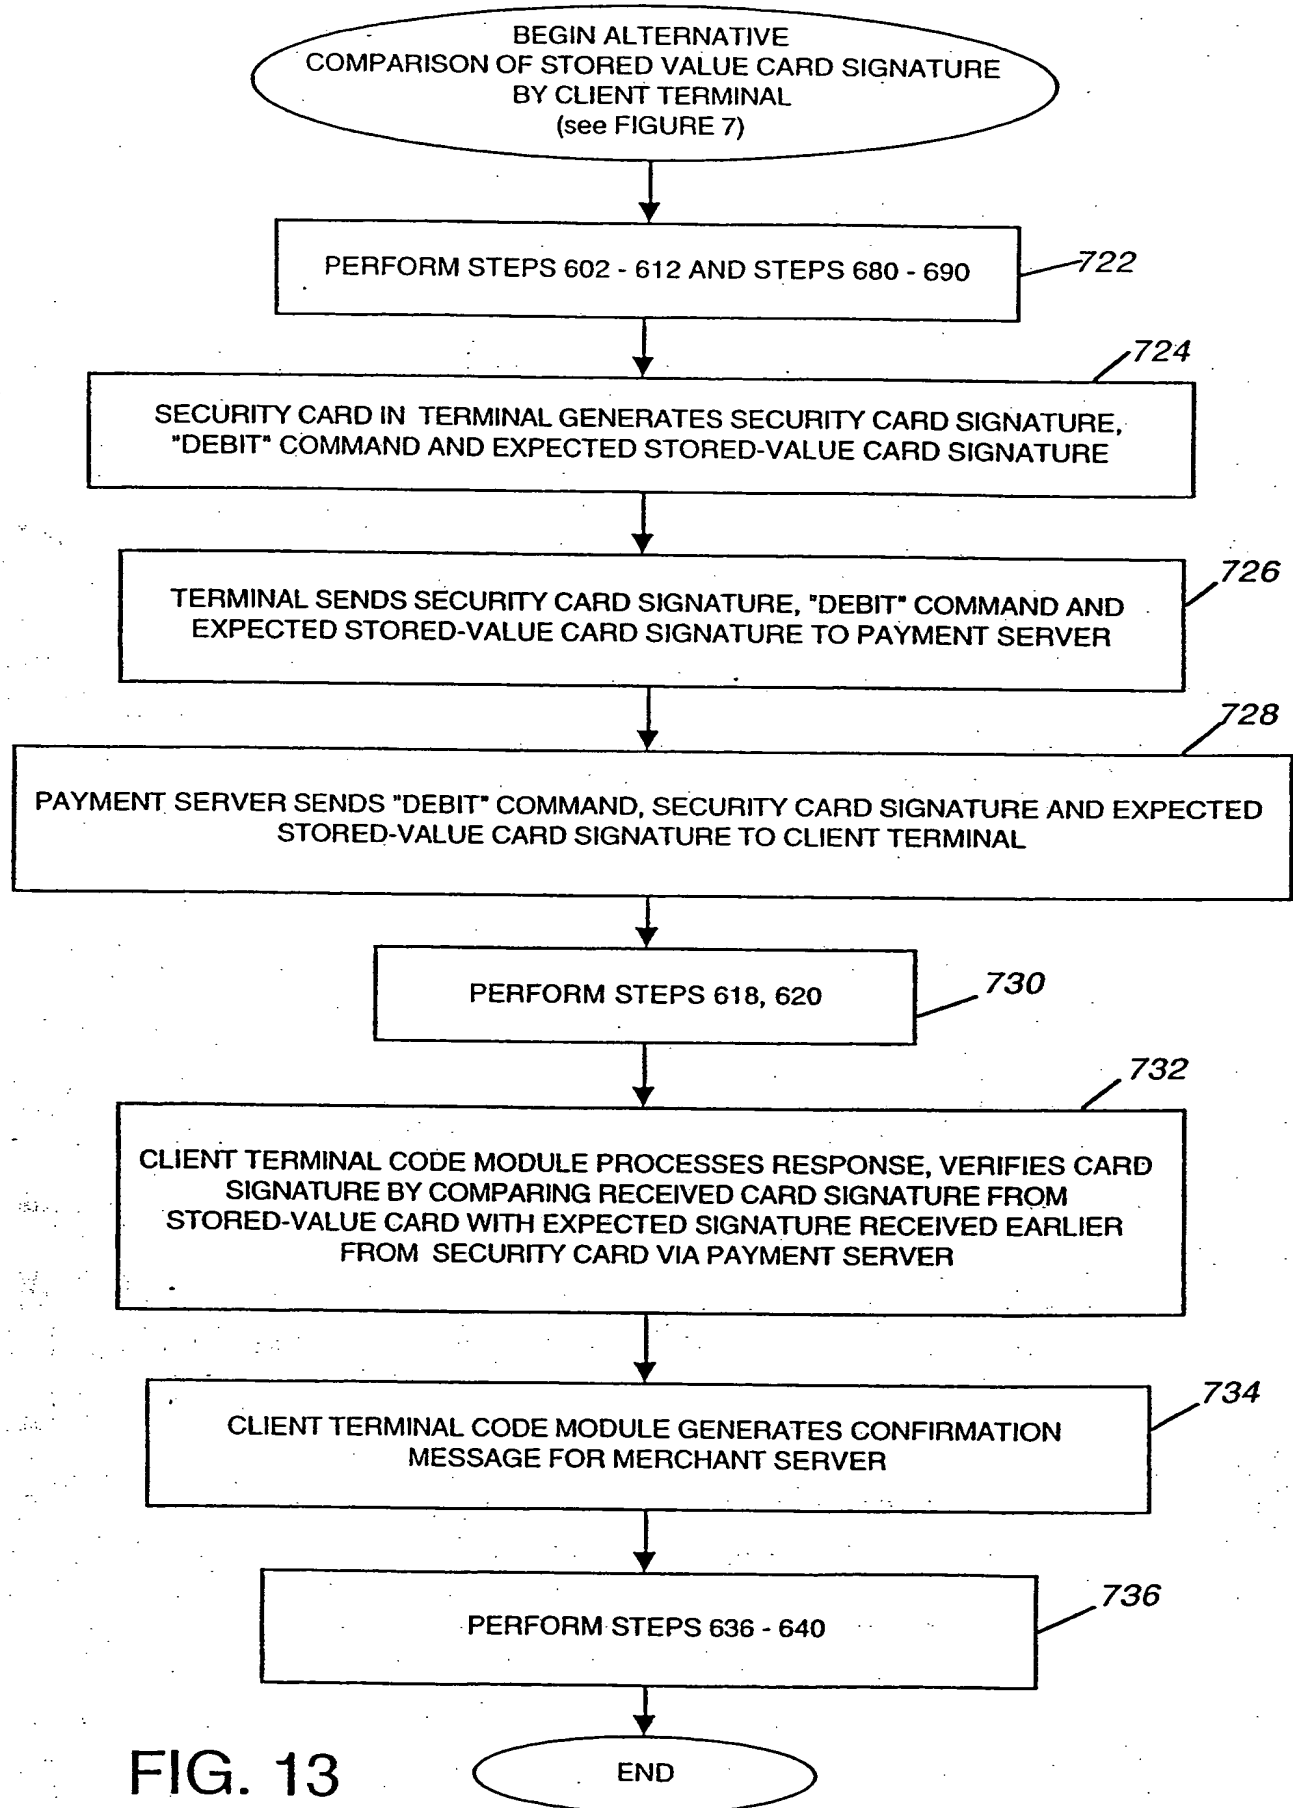 BEGIN ALTERNATIVE
COMPARISON OF STORED VALUE CARD SIGNATURE
BY CLIENT TERMINAL
(see FIGURE 7)
PERFORM STEPS 602 - 612 AND STEPS 680 - 690
722
724
SECURITY CARD IN TERMINAL GENERATES SECURITY CARD SIGNATURE,
"DEBIT" COMMAND AND EXPECTED STORED-VALUE CARD SIGNATURE
726
TERMINAL SENDS SECURITY CARD SIGNATURE, "DEBIT" COMMAND AND
EXPECTED STORED-VALUE CARD SIGNATURE TO PAYMENT SERVER
728
PAYMENT SERVER SENDS "DEBIT" COMMAND, SECURITY CARD SIGNATURE AND EXPECTED
STORED-VALUE CARD SIGNATURE TO CLIENT TERMINAL
PERFORM STEPS 618, 620
730
732
CLIENT TERMINAL CODE MODULE PROCESSES RESPONSE, VERIFIES CARD
SIGNATURE BY COMPARING RECEIVED CARD SIGNATURE FROM
STORED-VALUE CARD WITH EXPECTED SIGNATURE RECEIVED EARLIER
FROM SECURITY CARD VIA PAYMENT SERVER
734
CLIENT TERMINAL CODE MODULE GENERATES CONFIRMATION
MESSAGE FOR MERCHANT SERVER
736
PERFORM STEPS 636 - 640
END
FIG. 13